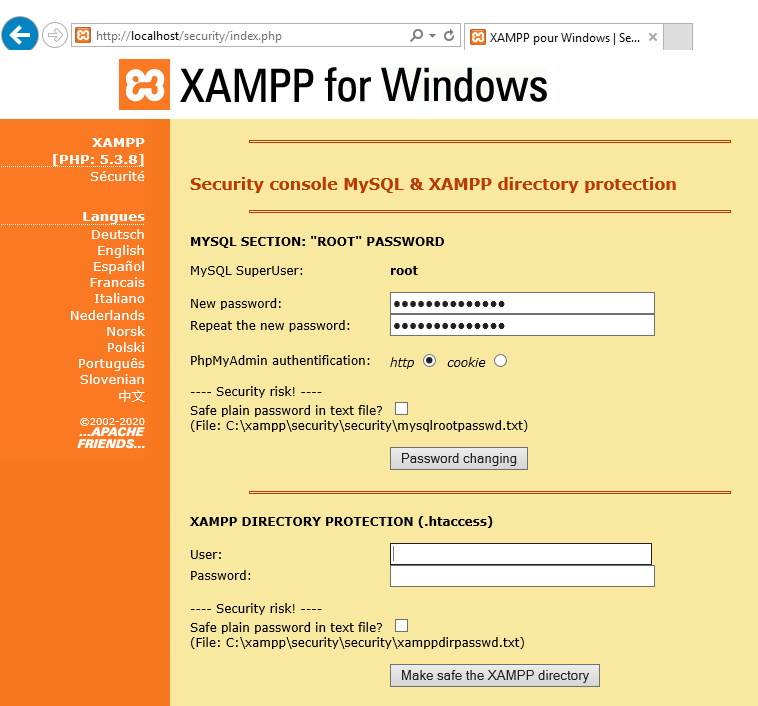 http://localhost/security/index.php
XAMPP pour Windows | Se...
XAMPP for Windows
XAMPP
[PHP: 5.3.8]
Sécurité
Langues
Deutsch
English
Español
Francais
Italiano
Nederlands
Norsk
Polski
Português
Slovenian
中文
©2002-2020
...APACHE
FRIENDS...
Security console MySQL & XAMPP directory protection
MYSQL SECTION: "ROOT" PASSWORD
MySQL SuperUser: root
New password: ●●●●●●●●●●●●●●
Repeat the new password: ●●●●●●●●●●●●●●
PhpMyAdmin authentification: http cookie
---- Security risk! ----
Safe plain password in text file?
(File: C:\xampp\security\security\mysqlrootpasswd.txt)
Password changing
XAMPP DIRECTORY PROTECTION (.htaccess)
User:
Password:
---- Security risk! ----
Safe plain password in text file?
(File: C:\xampp\security\security\xamppdirpasswd.txt)
Make safe the XAMPP directory